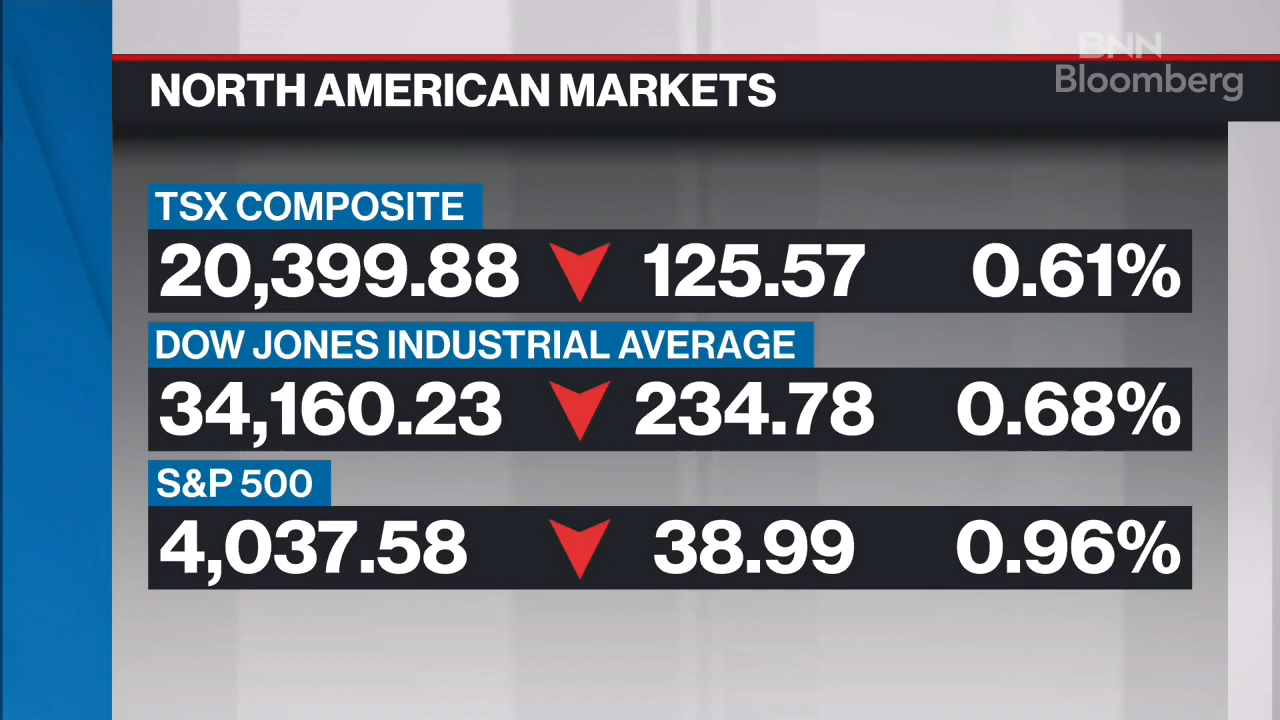 BNN
Bloomberg
NORTH AMERICAN MARKETS
TSX COMPOSITE
20,399.88 125.57 0.61%
DOW JONES INDUSTRIAL AVERAGE
34,160.23 234.78 0.68%
S&P 500
4,037.58 38.99 0.96%